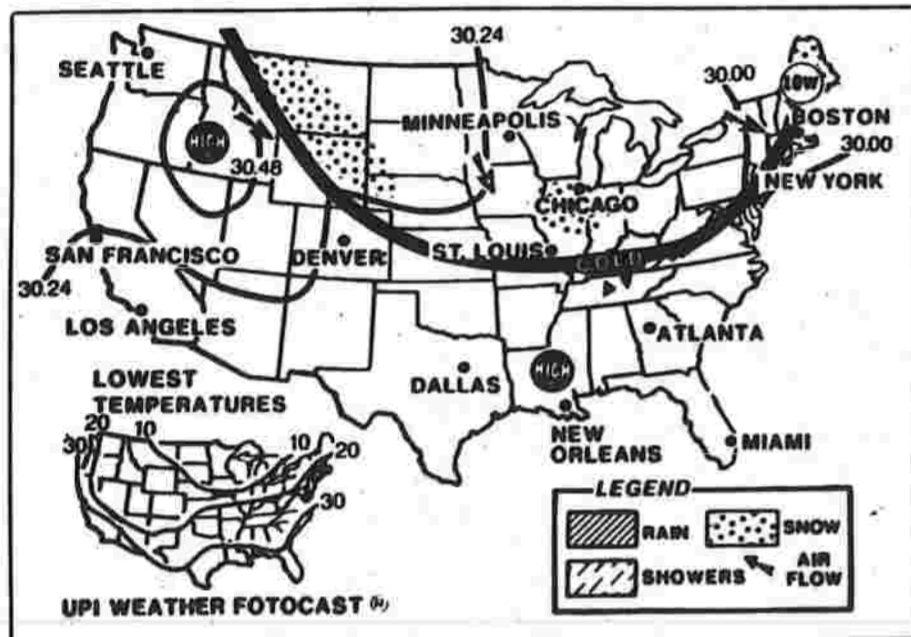 30.24
SEATTLE
30.00
LOW
MINNEAPOLIS
BOSTON
HIGH
30.48
30.00
NEW YORK
CHICAGO
SAN FRANCISCO
DENVER
ST. LOUIS
COLD
30.24
LOS ANGELES
ATLANTA
DALLAS
HIGH
LOWEST
TEMPERATURES
NEW
ORLEANS
MIAMI
20
10
10
20
30
30
LEGEND
RAIN
SNOW
SHOWERS
AIR
FLOW
UPI WEATHER FOTOCAST